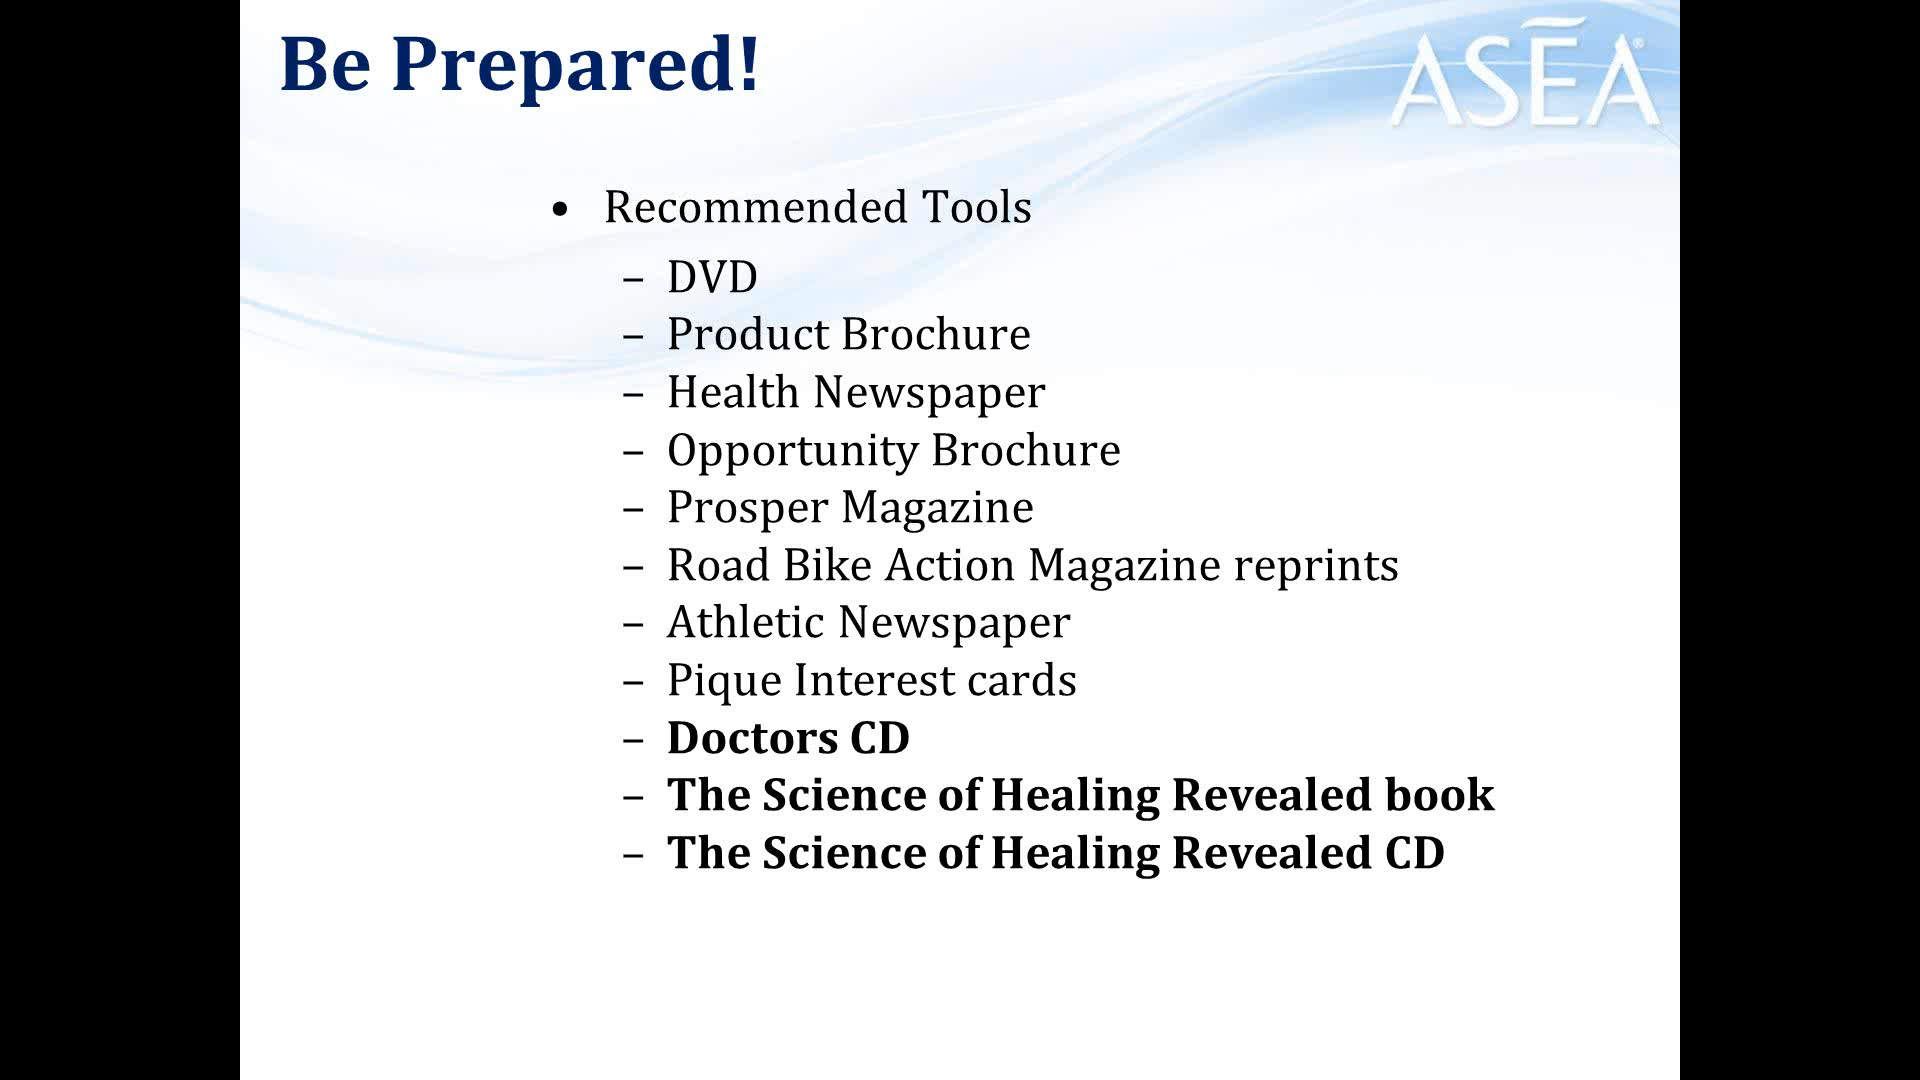 Be Prepared!
ASEA®
• Recommended Tools
– DVD
– Product Brochure
– Health Newspaper
– Opportunity Brochure
– Prosper Magazine
– Road Bike Action Magazine reprints
– Athletic Newspaper
– Pique Interest cards
– Doctors CD
– The Science of Healing Revealed book
– The Science of Healing Revealed CD